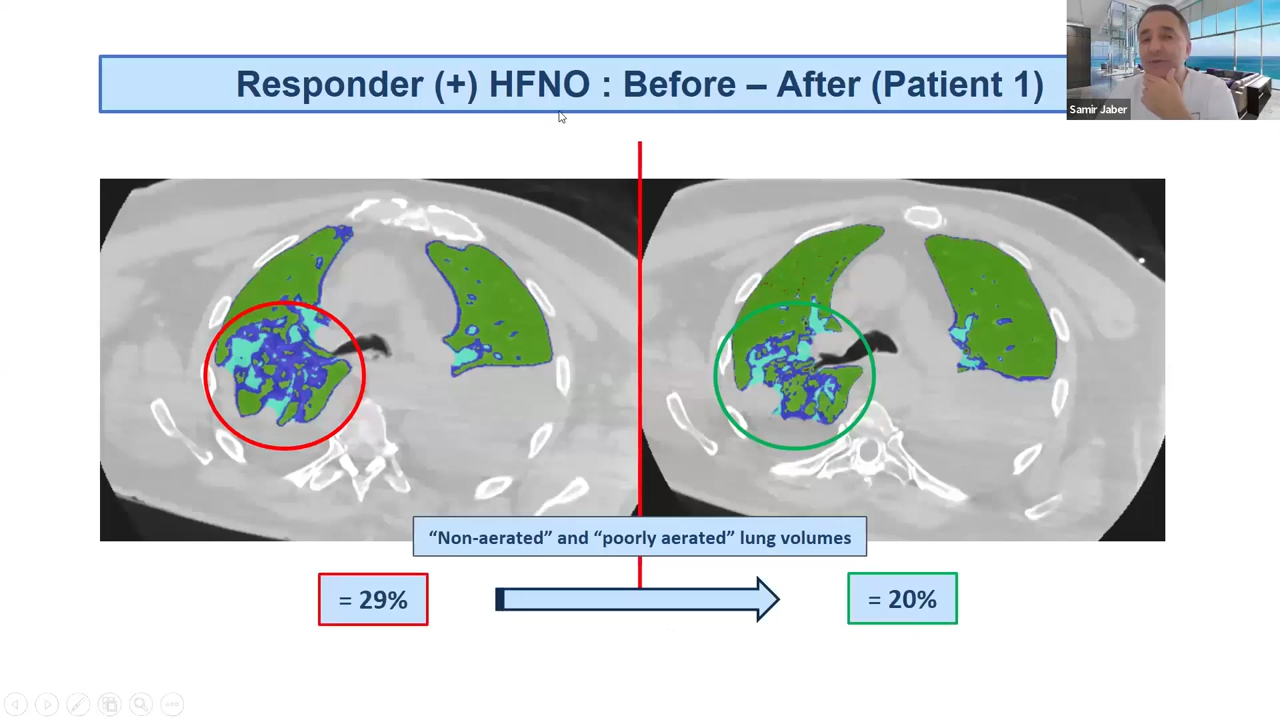 Responder (+) HFNO : Before – After (Patient 1)
Samir Jaber
“Non-aerated” and “poorly aerated” lung volumes
= 29%
= 20%